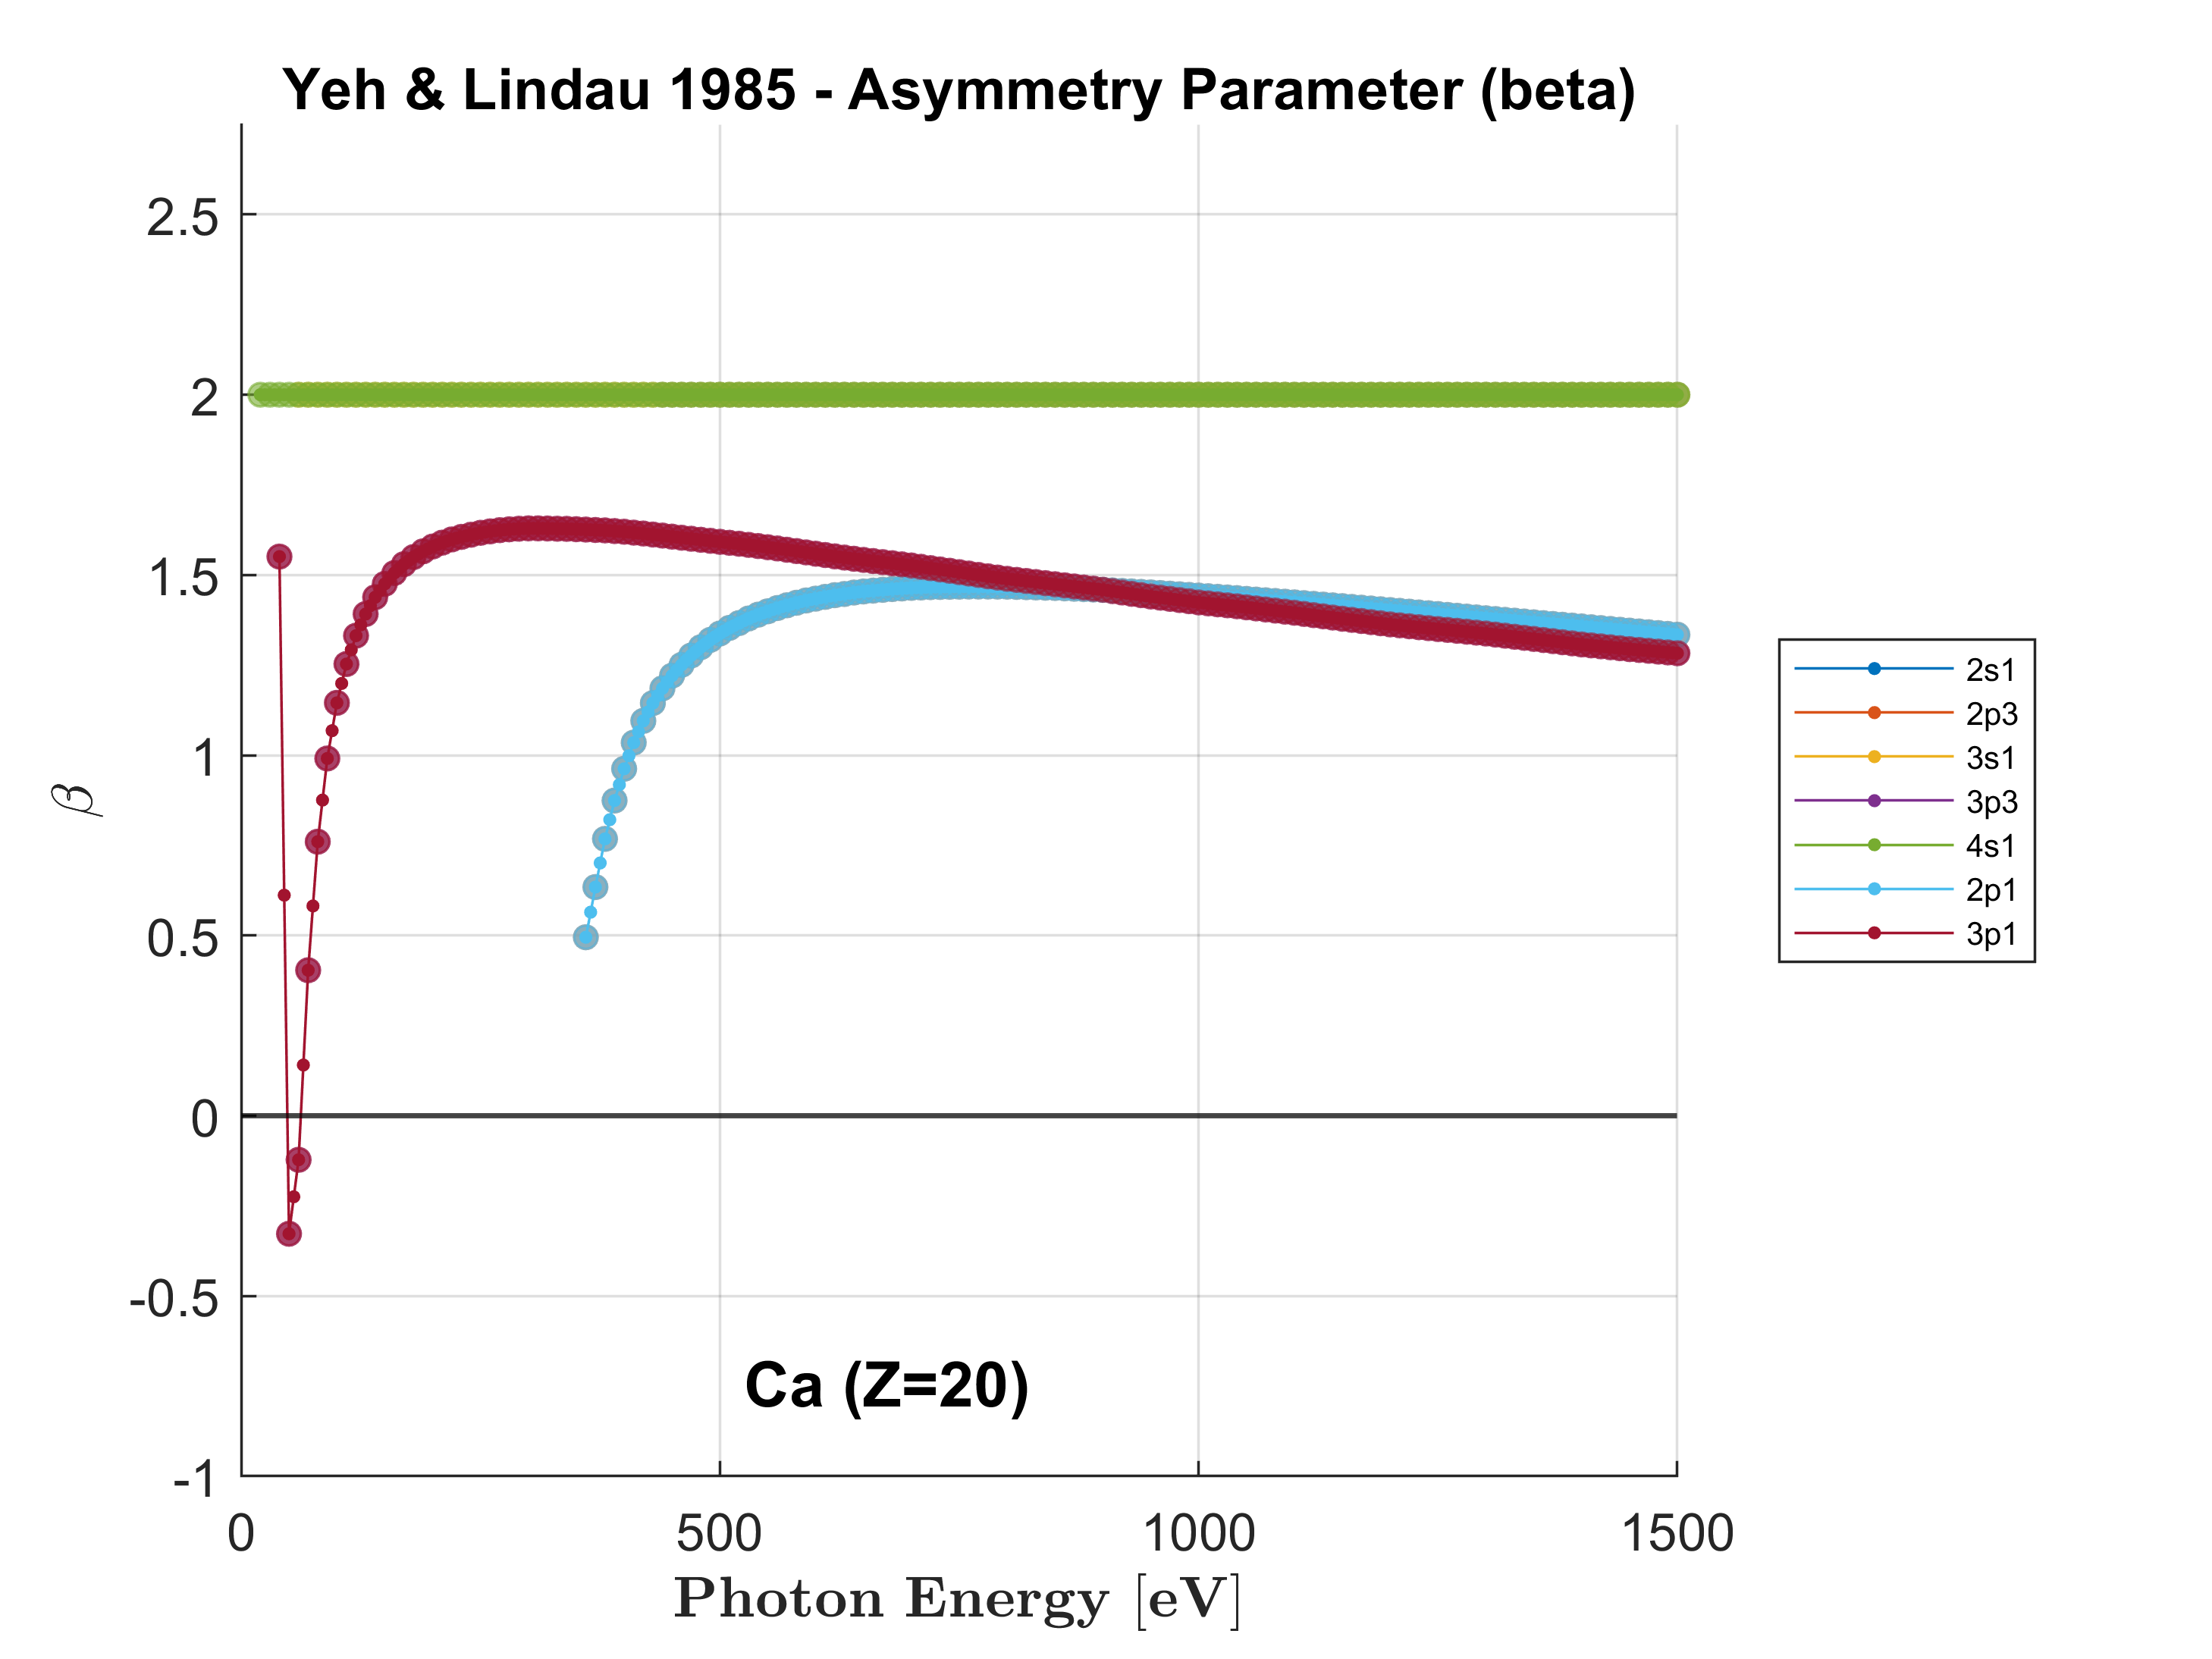 Yeh & Lindau 1985 - Asymmetry Parameter (beta)
2.5
2
1.5
1
0.5
0
-0.5
-1
β
0 500 1000 1500
Photon Energy [eV]
Ca (Z=20)
2s1
2p3
3s1
3p3
4s1
2p1
3p1